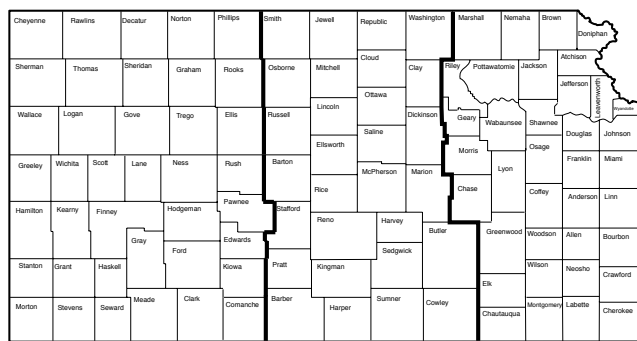 Cheyenne Rawlins Decatur Norton Phillips Smith Jewell Republic Washington Marshall Nemaha Brown Doniphan
Sherman Thomas Sheridan Graham Rooks Osborne Mitchell Cloud Clay Riley Pottawatomie Jackson Atchison
Jefferson Leavenworth Wyandotte
Lincoln Ottawa
Wallace Logan Gove Trego Ellis Russell Dickinson Geary Wabaunsee Shawnee
Ellsworth Saline Douglas Johnson
Morris Osage
Greeley Wichita Scott Lane Ness Rush Barton McPherson Marion Lyon Franklin Miami
Rice Chase Coffey Anderson Linn
Hamilton Kearny Finney Hodgeman Pawnee Stafford Reno Harvey Butler Greenwood Woodson Allen Bourbon
Gray Edwards
Ford Sedgwick
Stanton Grant Haskell Kiowa Pratt Kingman Wilson Neosho Crawford
Elk
Morton Stevens Seward Meade Clark Comanche Barber Harper Sumner Cowley Chautauqua Montgomery Labette Cherokee